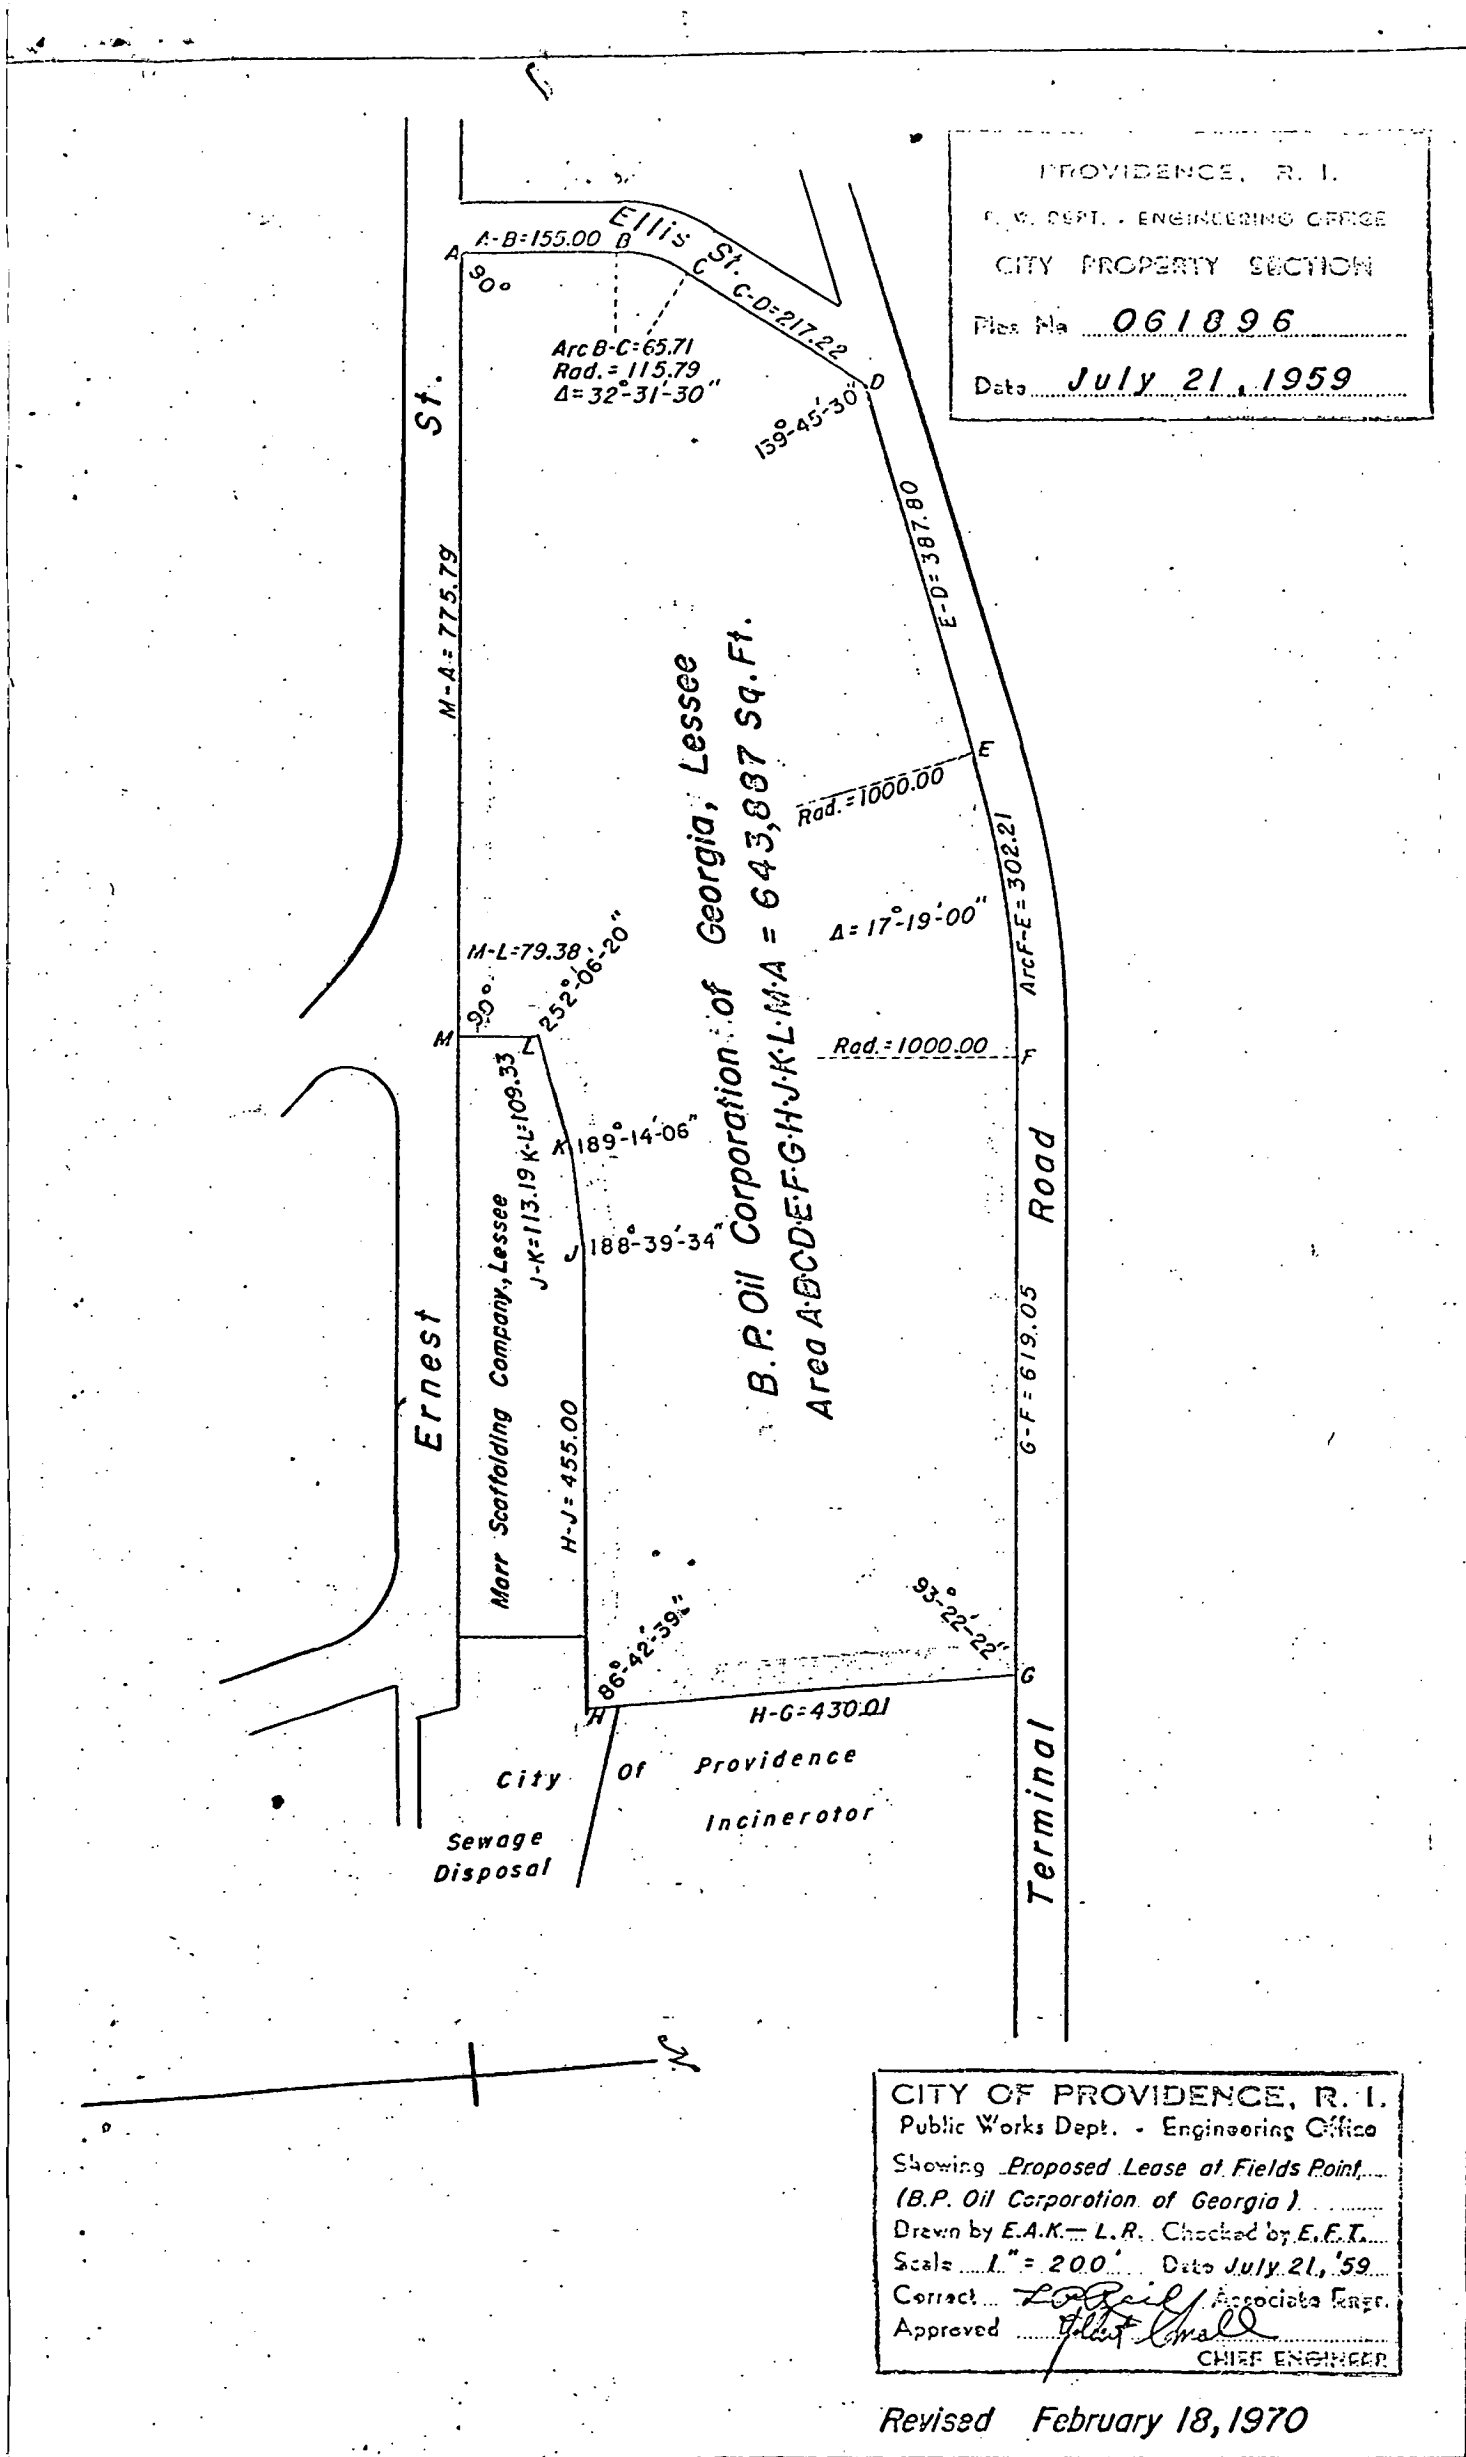 PROVIDENCE, R. I.
P. W. DEPT. - ENGINEERING OFFICE
CITY PROPERTY SECTION
Plan No 061896
Date July 21, 1959
Ellis St.
A
A-B=155.00
B
C
90°
C-D=217.22
Arc B-C=65.71
Rad.=115.79
Δ=32°-31'-30"
D
139°-45'-30"
St.
E-D=387.80
M-A=775.79
E
Rad.=1000.00
Arc F-E=302.21
Δ=17°-19'-00"
B.P. Oil Corporation of Georgia, Lessee
Area A·B·C·D·E·F·G·H·J·K·L·M·A = 643,887 Sq. Ft.
M-L=79.38
90°
252°-06'-20"
M
L
Rad.=1000.00
F
K-L=109.33
K
189°-14'-06"
J-K=113.19
J
188°-39'-34"
Marr Scaffolding Company, Lessee
Road
Ernest
G-F=619.05
H-J=455.00
93°-22'-22"
86°-42'-39"
G
H
H-G=430.01
City Of Providence
Incinerator
Sewage
Disposal
Terminal
N
CITY OF PROVIDENCE, R. I.
Public Works Dept. - Engineering Office
Showing Proposed Lease at Fields Point,
(B.P. Oil Corporation of Georgia)
Drawn by E.A.K.—L.R. Checked by E.F.T.
Scale 1"=200' Date July 21, '59
Correct Associate Engr.
Approved
CHIEF ENGINEER
Revised February 18, 1970